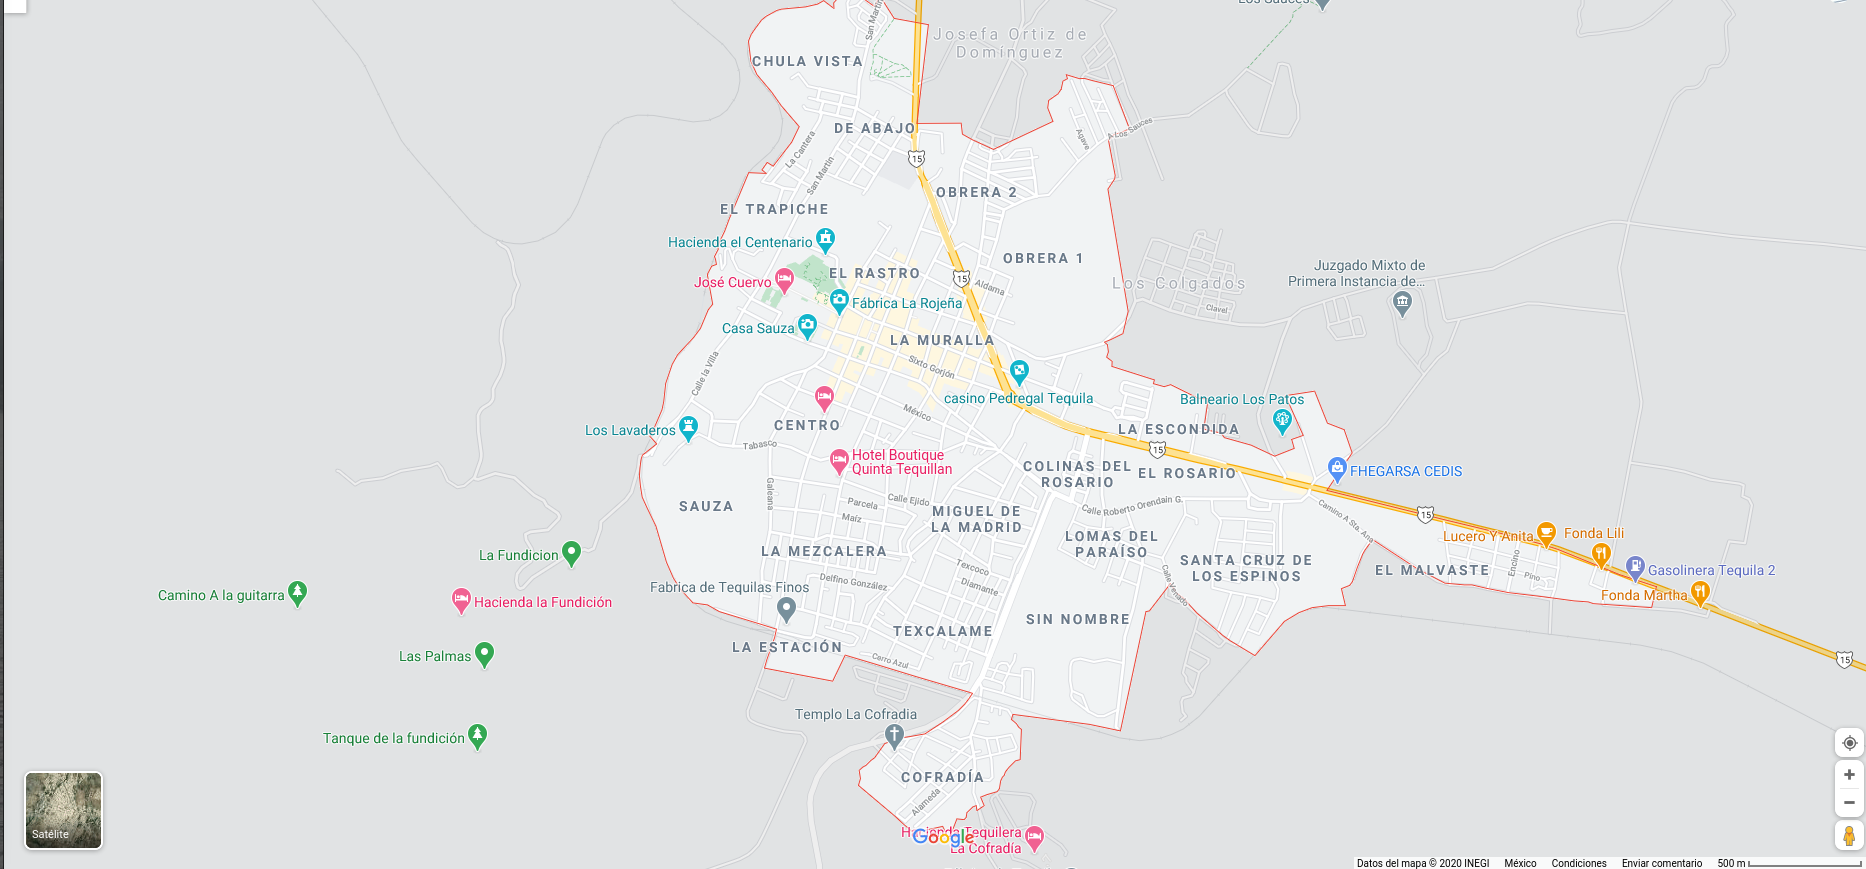 Los Sauces
San Martín
Josefa Ortiz de
Domínguez
CHULA VISTA
DE ABAJO
A Los Sauces
Agave
La Cantera
15
San Martín
OBRERA 2
EL TRAPICHE
Hacienda el Centenario
OBRERA 1
EL RASTRO
Juzgado Mixto de
Primera Instancia de...
José Cuervo
15
Aldama
Los Colgados
Fábrica La Rojeña
Clavel
Casa Sauza
LA MURALLA
Calle la Villa
Sixto Gorjón
casino Pedregal Tequila
Balneario Los Patos
México
CENTRO
Los Lavaderos
LA ESCONDIDA
Tabasco
15
Hotel Boutique
Quinta Tequillan
COLINAS DEL
ROSARIO
EL ROSARIO
FHEGARSA CEDIS
Galeana
SAUZA
Parcela
Calle Ejido
Maíz
MIGUEL DE
LA MADRID
Calle Roberto Orendain G.
Camino A Sta. Ana
15
LOMAS DEL
PARAÍSO
Lucero Y Anita
Fonda Lili
La Fundicion
LA MEZCALERA
Texcoco
SANTA CRUZ DE
LOS ESPINOS
EL MALVASTE
Encino
Pino
Gasolinera Tequila 2
Fabrica de Tequilas Finos
Delfino González
Diamante
Calle Venado
Camino A la guitarra
Hacienda la Fundición
Fonda Martha
TEXCALAME
SIN NOMBRE
LA ESTACIÓN
Las Palmas
Cerro Azul
15
Templo La Cofradia
Tanque de la fundición
COFRADÍA
Alameda
Satélite
Hacienda Tequilera
La Cofradía
Google
Datos del mapa © 2020 INEGI México Condiciones Enviar comentario 500 m